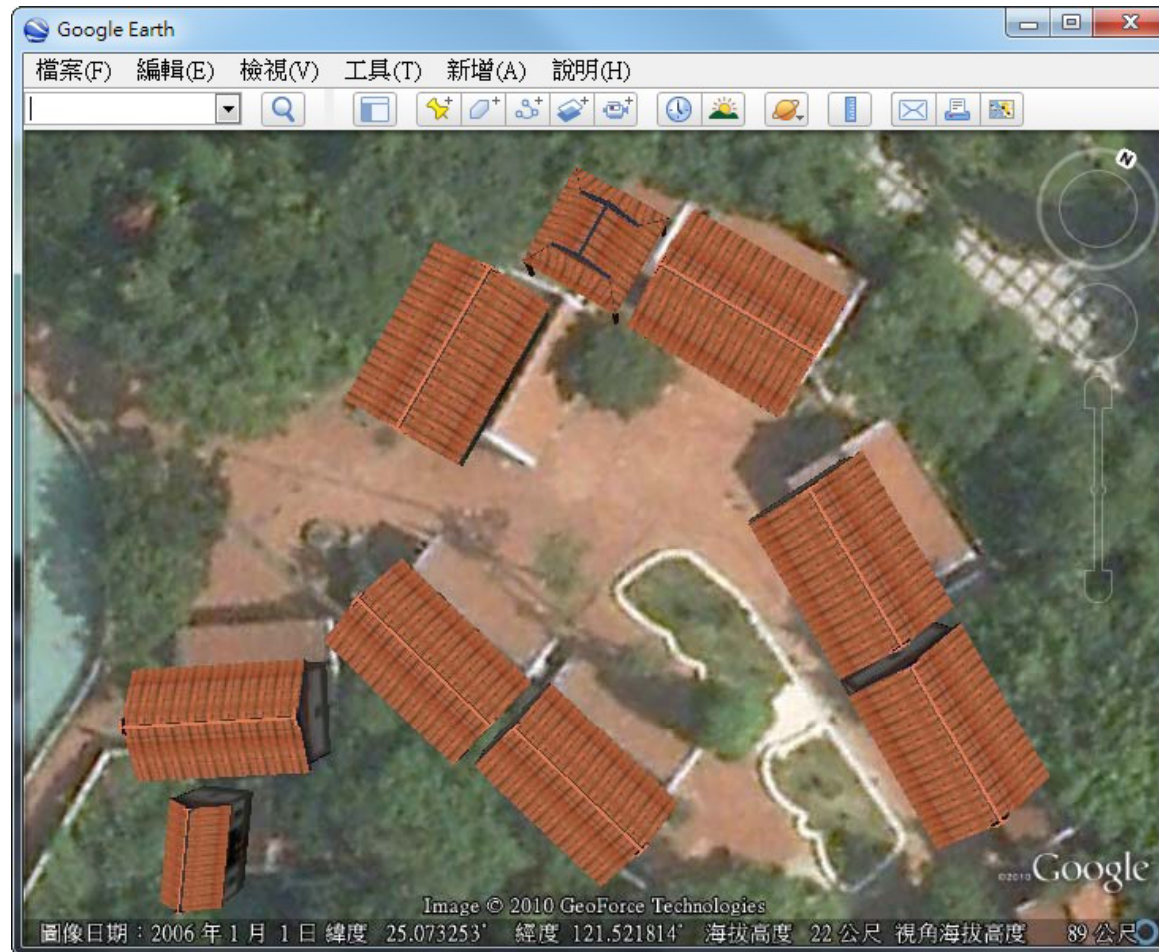 Google Earth
檔案(F) 編輯(E) 檢視(V) 工具(T) 新增(A) 說明(H)
N
©2010 Google
Image © 2010 GeoForce Technologies
圖像日期：2006 年 1 月 1 日 緯度 25.073253° 經度 121.521814° 海拔高度 22 公尺 視角海拔高度 89 公尺